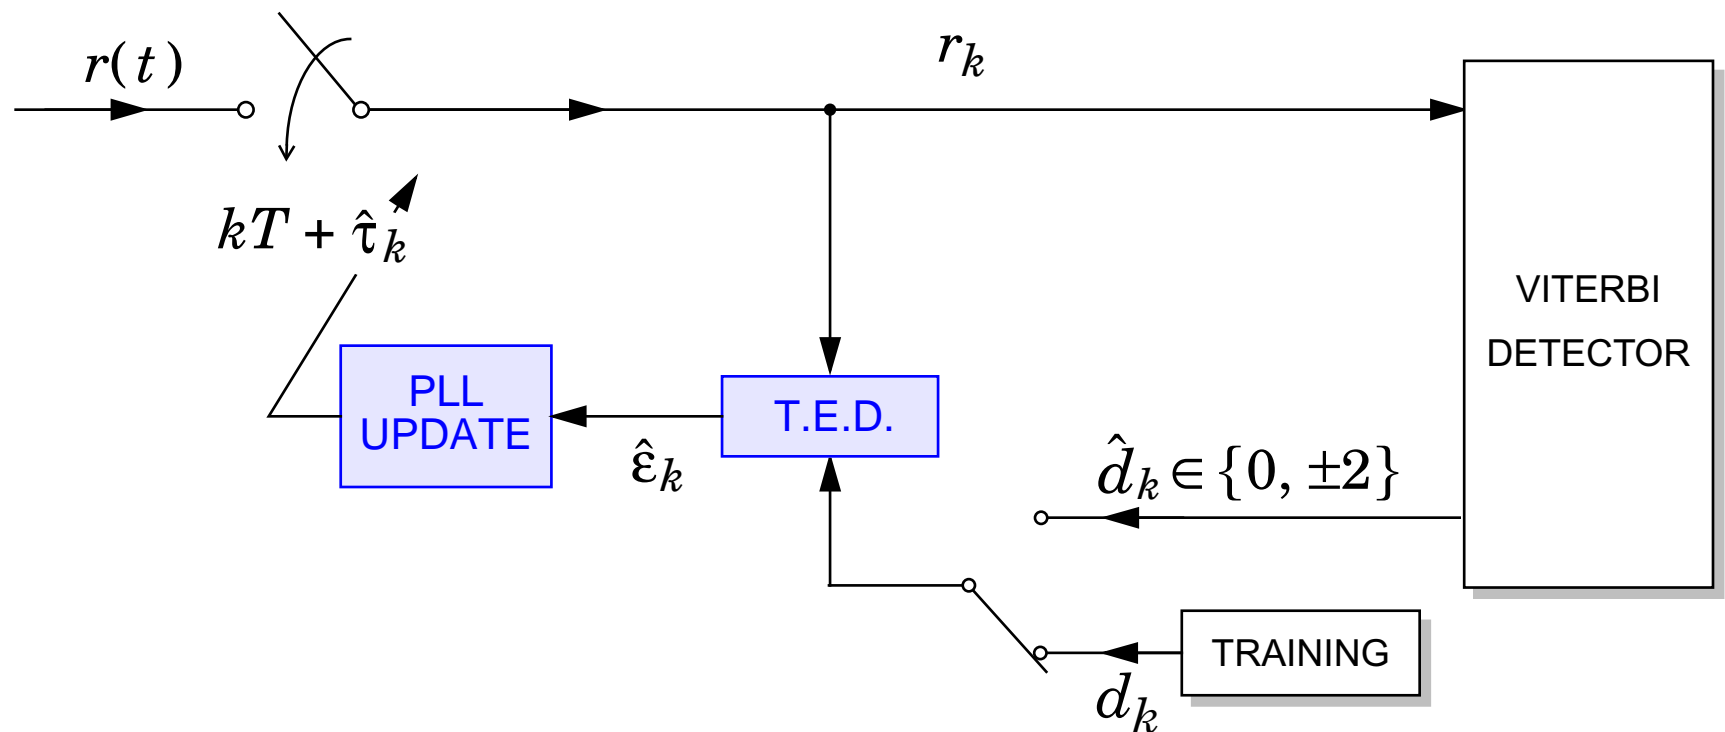 r(t)
r_k
kT + τ̂_k
VITERBI
DETECTOR
PLL
UPDATE
T.E.D.
ε̂_k
d̂_k ∈ {0, ±2}
TRAINING
d_k